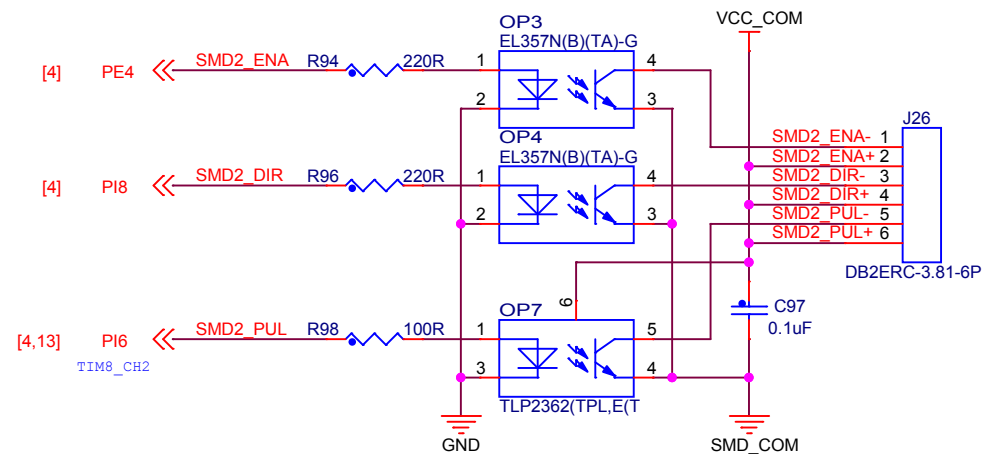 VCC_COM
OP3
EL357N(B)(TA)-G
[4] PE4 SMD2_ENA R94 220R 1 4
2 3
J26
OP4
EL357N(B)(TA)-G
SMD2_ENA- 1
SMD2_ENA+ 2
[4] PI8 SMD2_DIR R96 220R 1 4 SMD2_DIR- 3
SMD2_DIR+ 4
2 3 SMD2_PUL- 5
SMD2_PUL+ 6
DB2ERC-3.81-6P
6
OP7
C97
0.1uF
[4,13] PI6 SMD2_PUL R98 100R 1 5
TIM8_CH2
3 4
TLP2362(TPL,E(T
GND SMD_COM